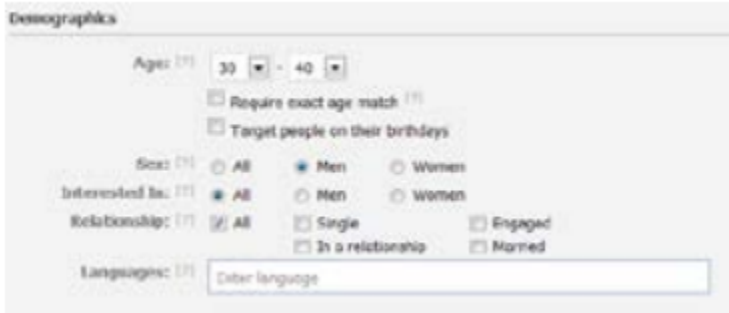 Demographics
Age: [?] 30 - 40
Require exact age match [?]
Target people on their birthdays
Sex: [?] All Men Women
Interested In: [?] All Men Women
Relationship: [?] All Single Engaged
In a relationship Married
Languages: [?] Enter language